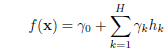 f(𝐱) = γ₀ + ∑ₖ₌₁ᴴ γₖhₖ